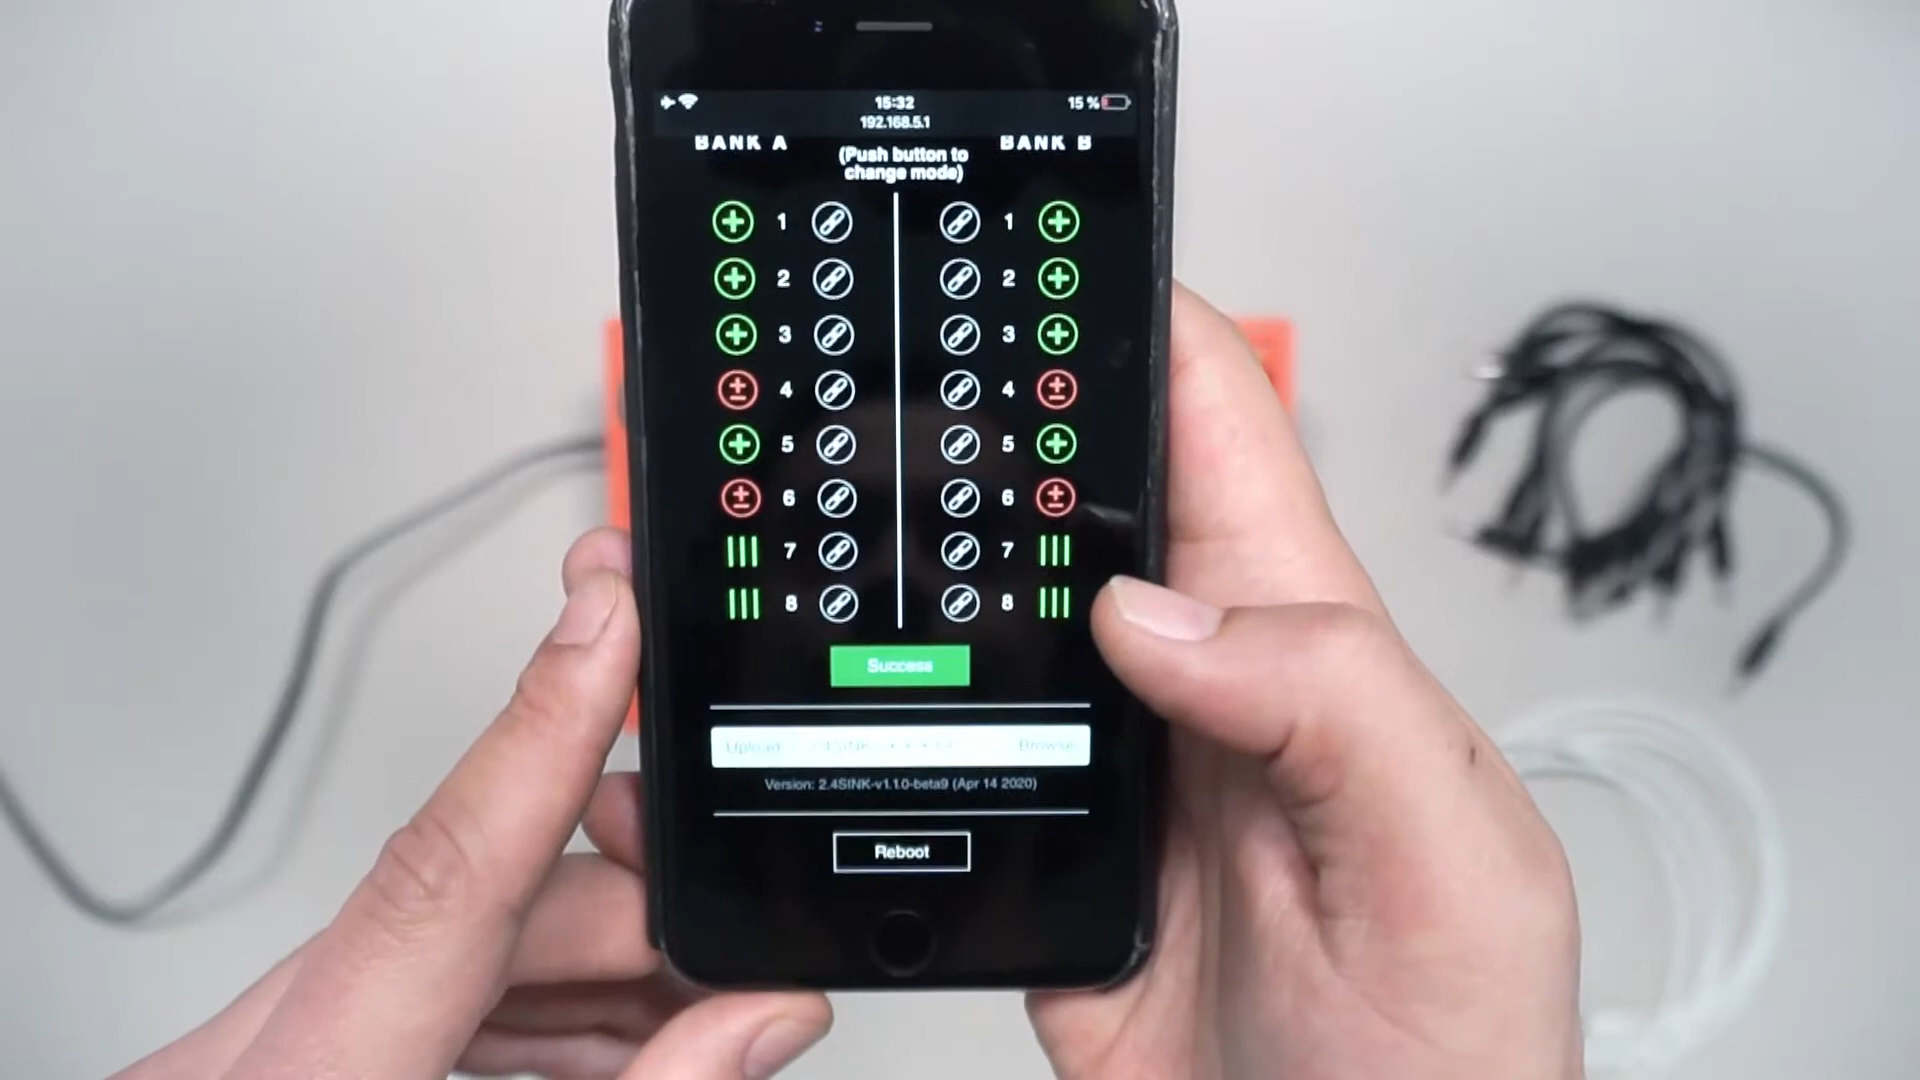 15:32
15 %
192.168.5.1
BANK A
(Push button to
change mode)
BANK B
1 1
2 2
3 3
4 4
5 5
6 6
7 7
8 8
Success
Upload Browse
Version: 2.4SINK-v1.1.0-beta9 (Apr 14 2020)
Reboot